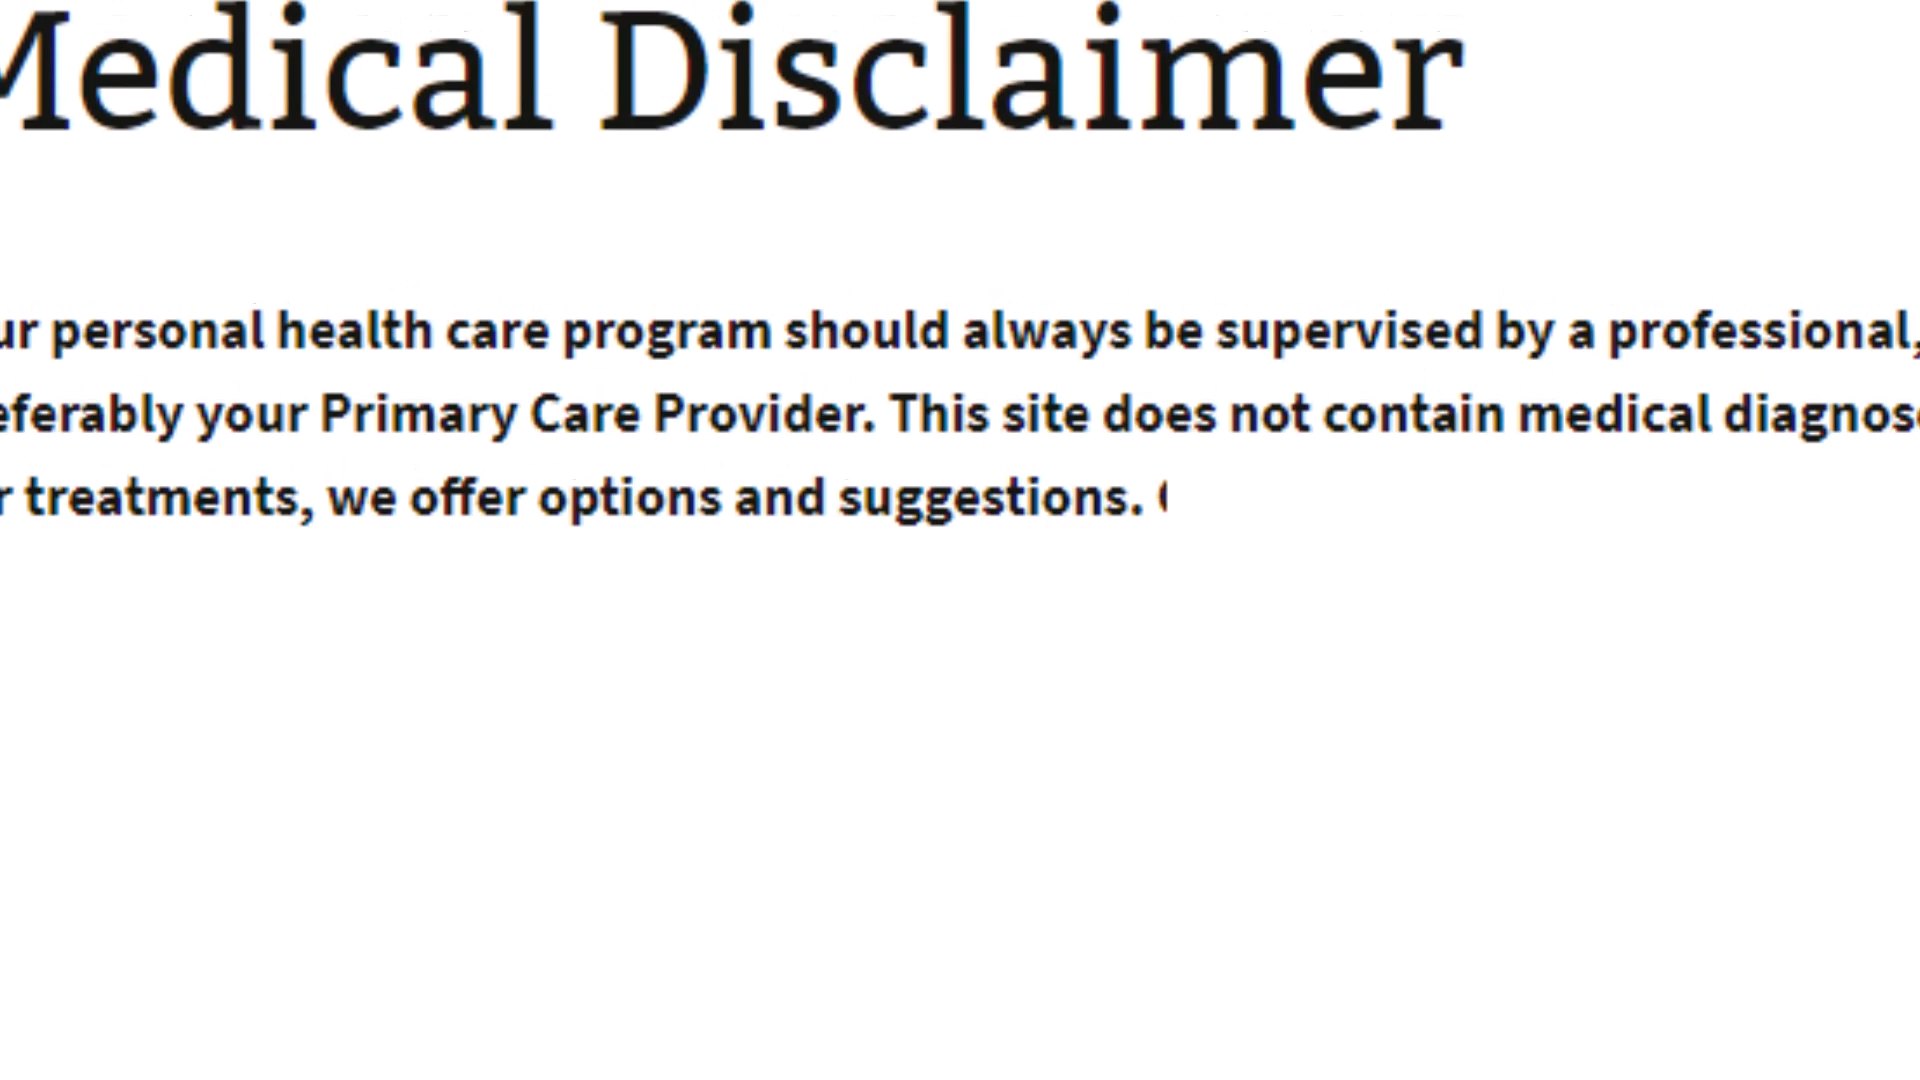 Medical Disclaimer
ur personal health care program should always be supervised by a professional,
eferably your Primary Care Provider. This site does not contain medical diagnos
r treatments, we offer options and suggestions.